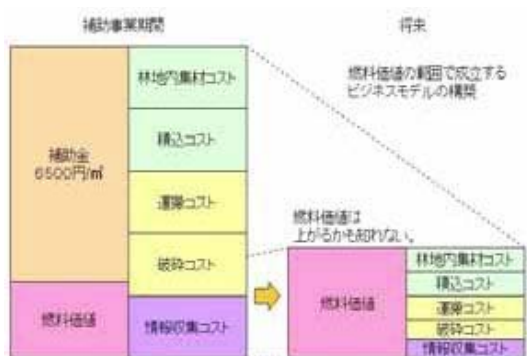 補助事業期間
将来
補助金
6500円/㎥
燃料価値
林地内集材コスト
積込コスト
運搬コスト
破砕コスト
情報収集コスト
燃料価値の範囲で成立する
ビジネスモデルの構築
燃料価値は
上がるかも知れない。
燃料価値
林地内集材コスト
積込コスト
運搬コスト
破砕コスト
情報収集コスト